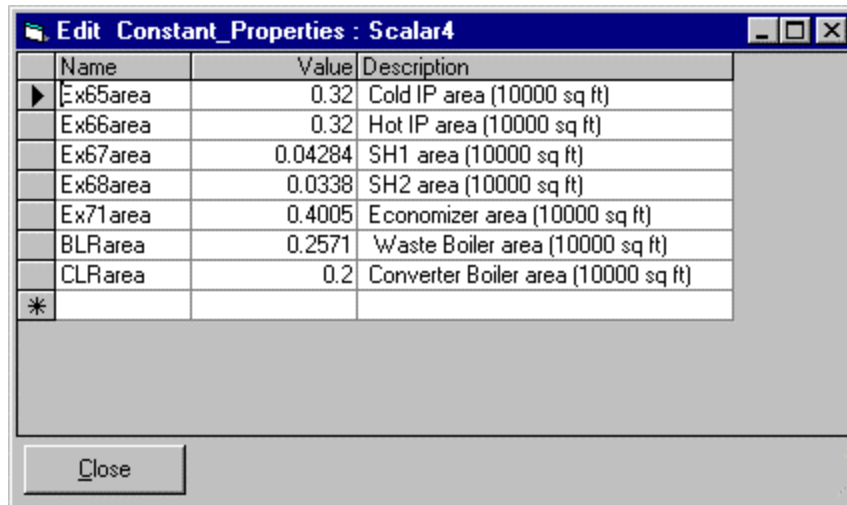 Edit Constant_Properties : Scalar4
Name Value Description
Ex65area 0.32 Cold IP area (10000 sq ft)
Ex66area 0.32 Hot IP area (10000 sq ft)
Ex67area 0.04284 SH1 area (10000 sq ft)
Ex68area 0.0338 SH2 area (10000 sq ft)
Ex71area 0.4005 Economizer area (10000 sq ft)
BLRarea 0.2571 Waste Boiler area (10000 sq ft)
CLRarea 0.2 Converter Boiler area (10000 sq ft)
Close